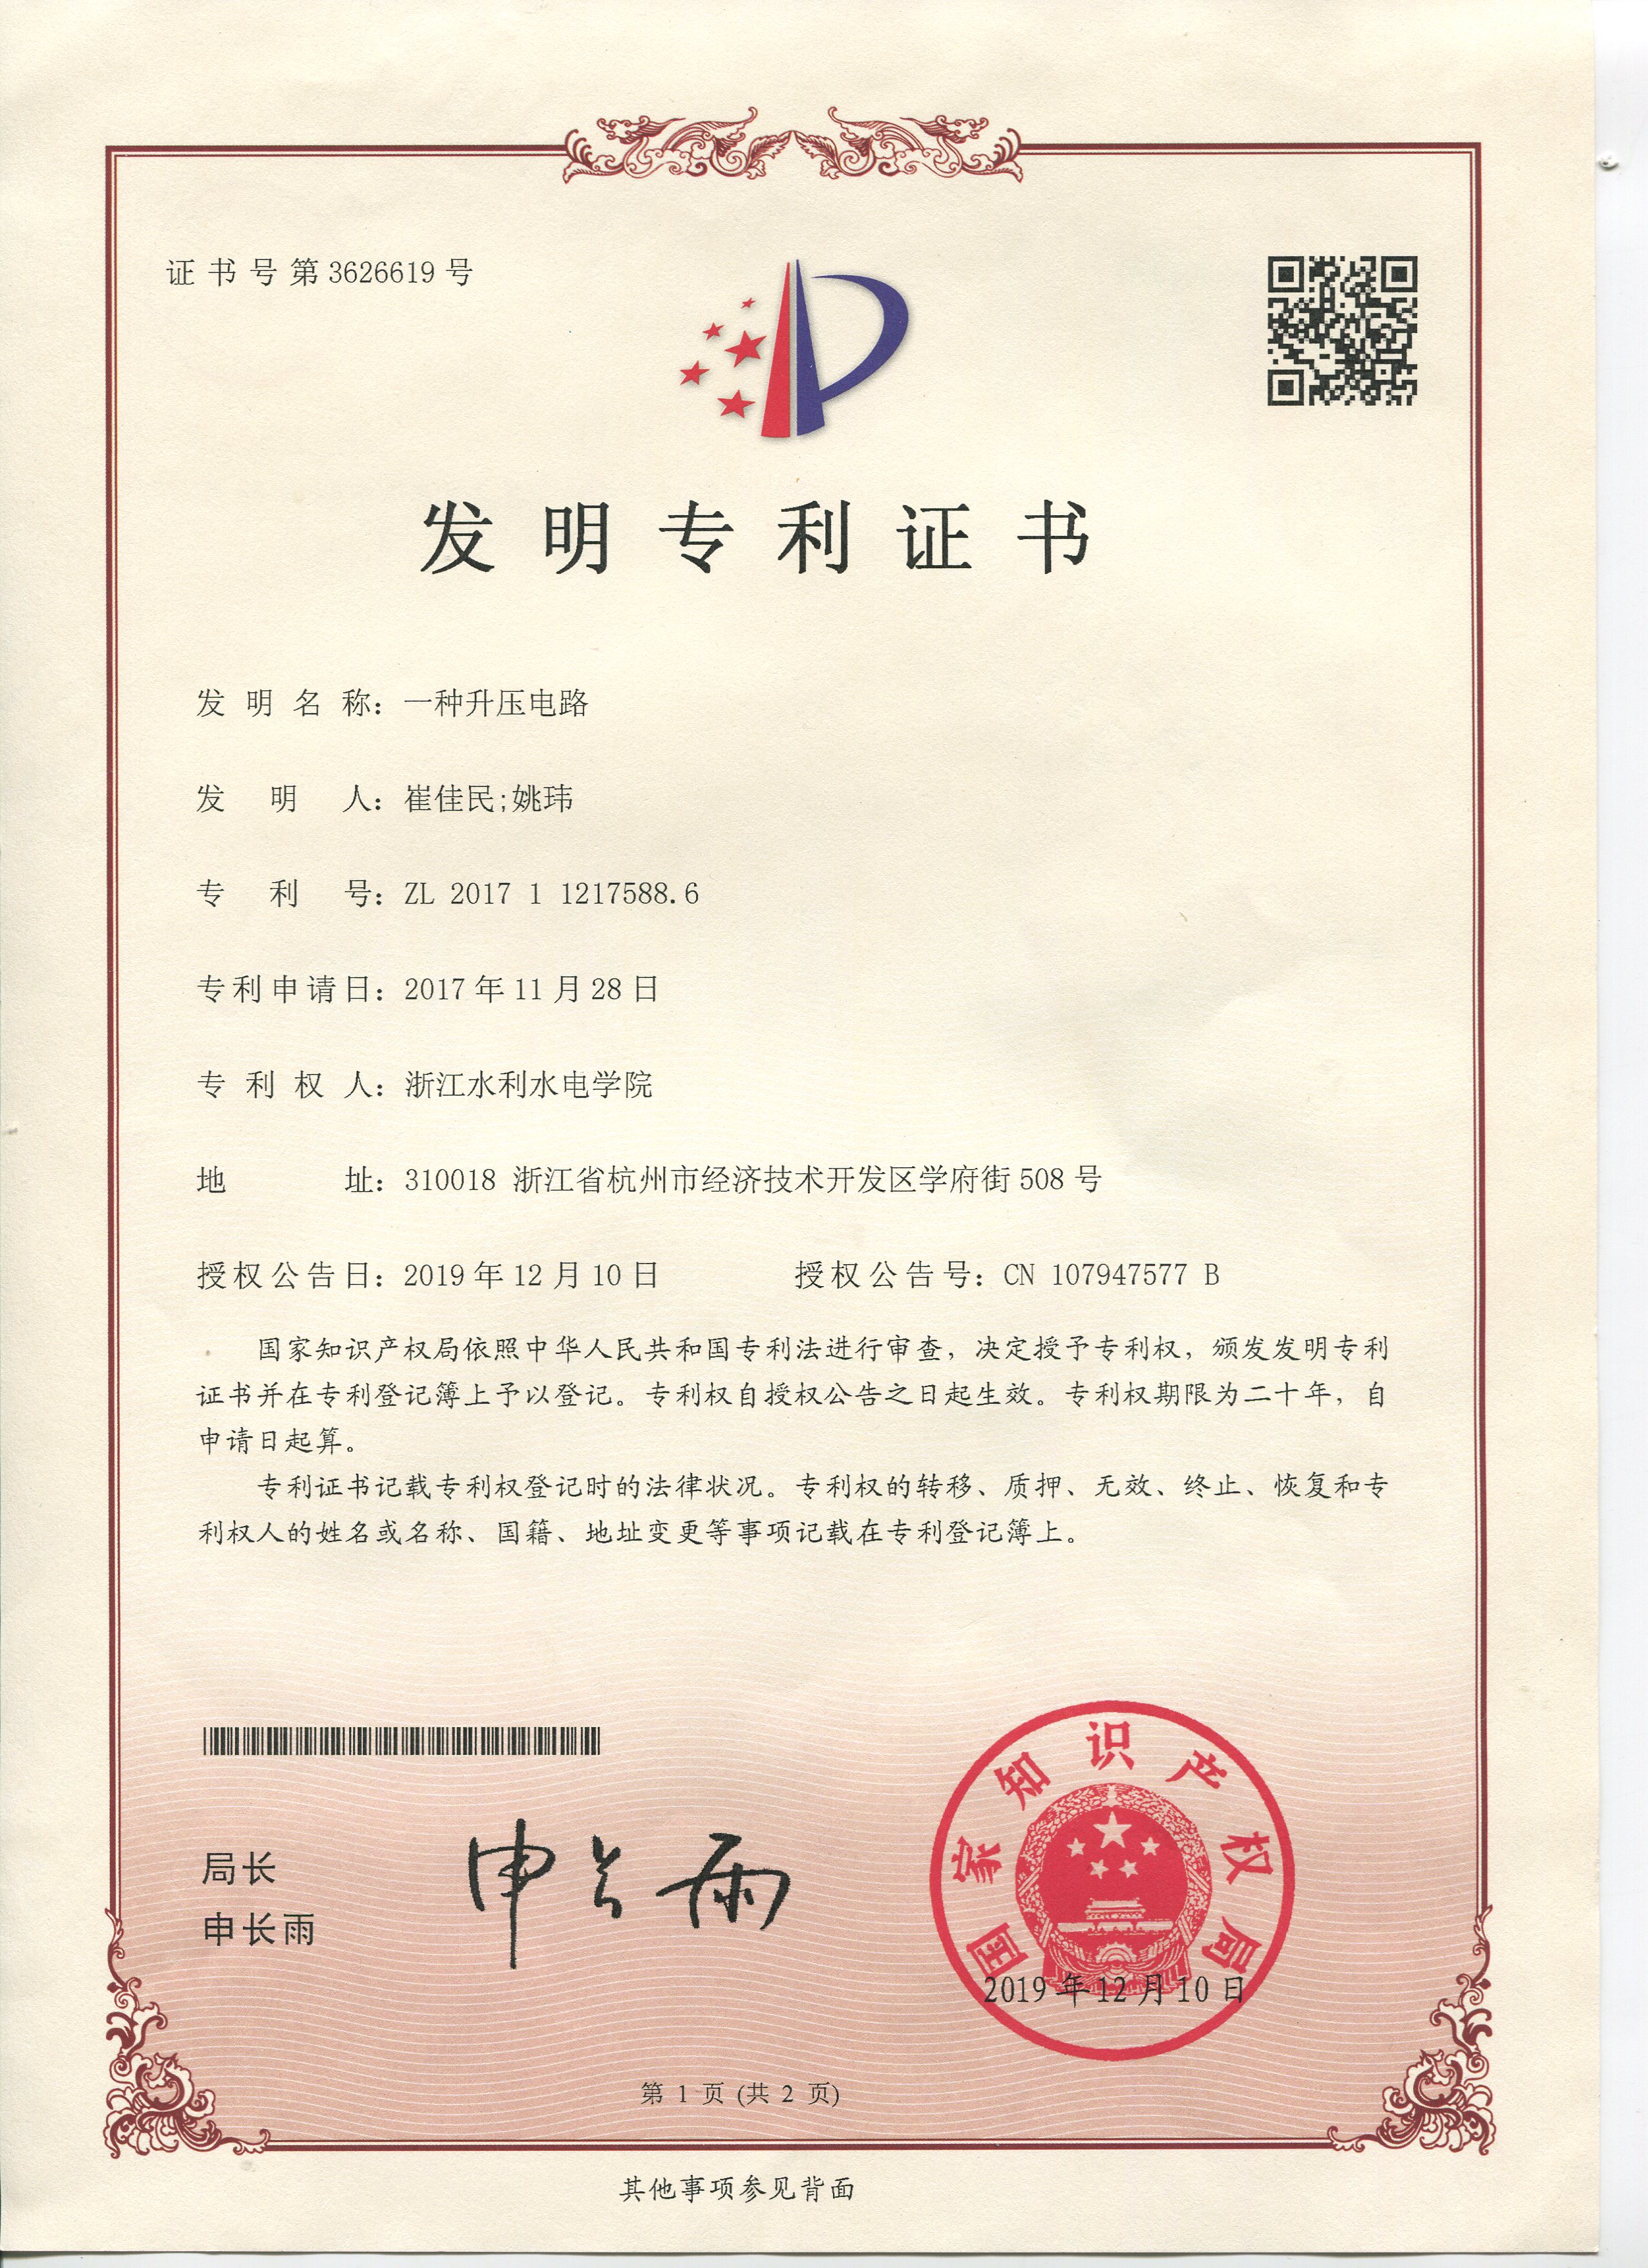 证书号第3626619号
发明专利证书
发明名称：一种升压电路
发明人：崔佳民;姚玮
专利号：ZL 2017 1 1217588.6
专利申请日：2017年11月28日
专利权人：浙江水利水电学院
地址：310018 浙江省杭州市经济技术开发区学府街508号
授权公告日：2019年12月10日 授权公告号：CN 107947577 B
国家知识产权局依照中华人民共和国专利法进行审查，决定授予专利权，颁发发明专利
证书并在专利登记簿上予以登记。专利权自授权公告之日起生效。专利权期限为二十年，自
申请日起算。
专利证书记载专利权登记时的法律状况。专利权的转移、质押、无效、终止、恢复和专
利权人的姓名或名称、国籍、地址变更等事项记载在专利登记簿上。
局长
申长雨
申长雨
国家知识产权局
2019年12月10日
第 1 页 (共 2 页)
其他事项参见背面